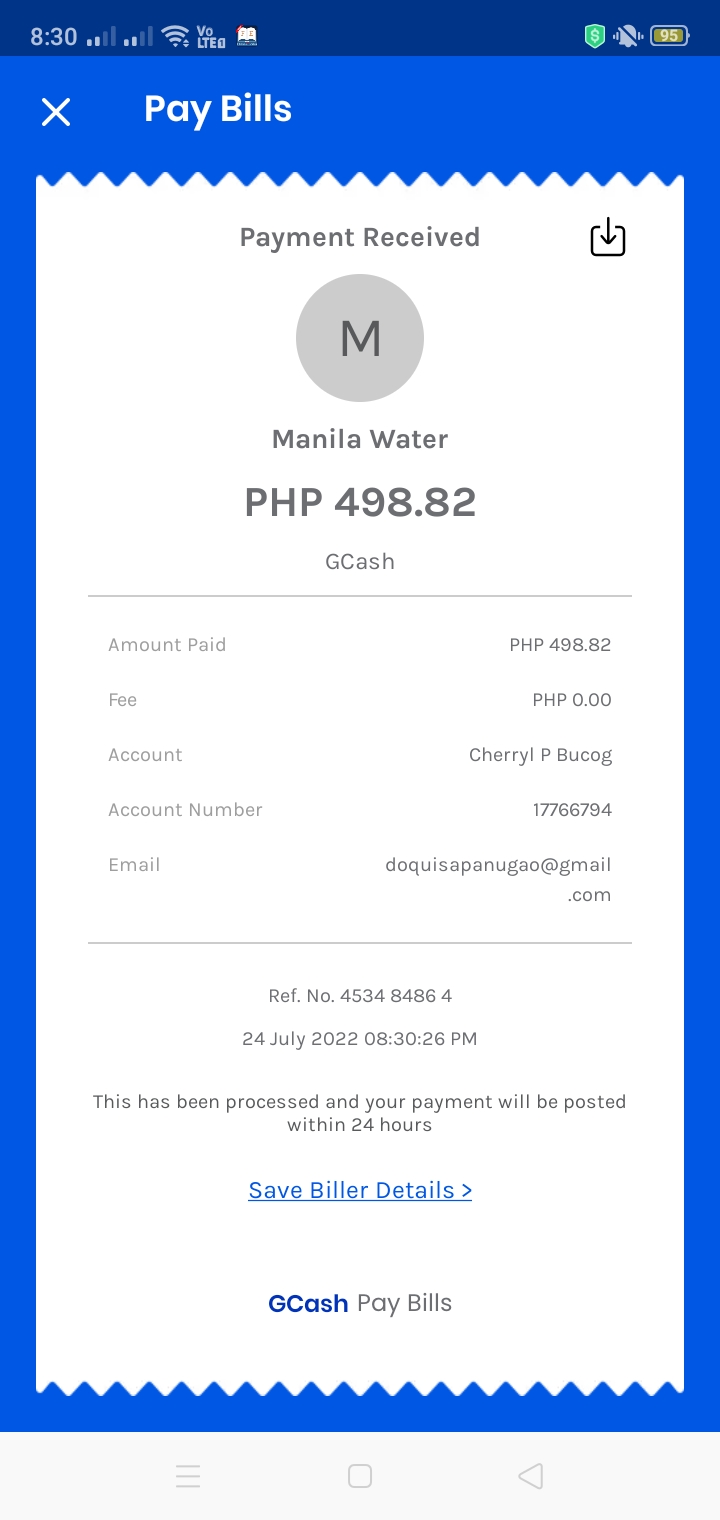 8:30 Vo LTE 95
Pay Bills
Payment Received
M
Manila Water
PHP 498.82
GCash
Amount Paid PHP 498.82
Fee PHP 0.00
Account Cherryl P Bucog
Account Number 17766794
Email doquisapanugao@gmail
.com
Ref. No. 4534 8486 4
24 July 2022 08:30:26 PM
This has been processed and your payment will be posted
within 24 hours
Save Biller Details >
GCash Pay Bills